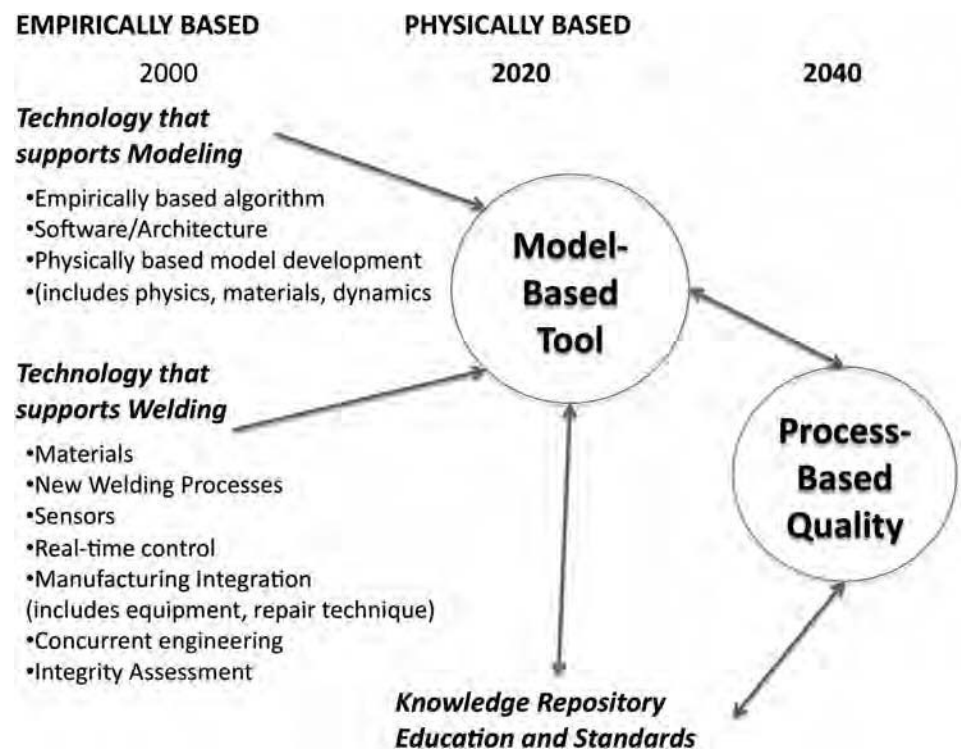 EMPIRICALLY BASED
PHYSICALLY BASED
2000
2020
2040
Technology that
supports Modeling
•Empirically based algorithm
•Software/Architecture
•Physically based model development
•(includes physics, materials, dynamics
Model-
Based
Tool
Technology that
supports Welding
•Materials
•New Welding Processes
•Sensors
•Real-time control
•Manufacturing Integration
(includes equipment, repair technique)
•Concurrent engineering
•Integrity Assessment
Process-
Based
Quality
Knowledge Repository
Education and Standards